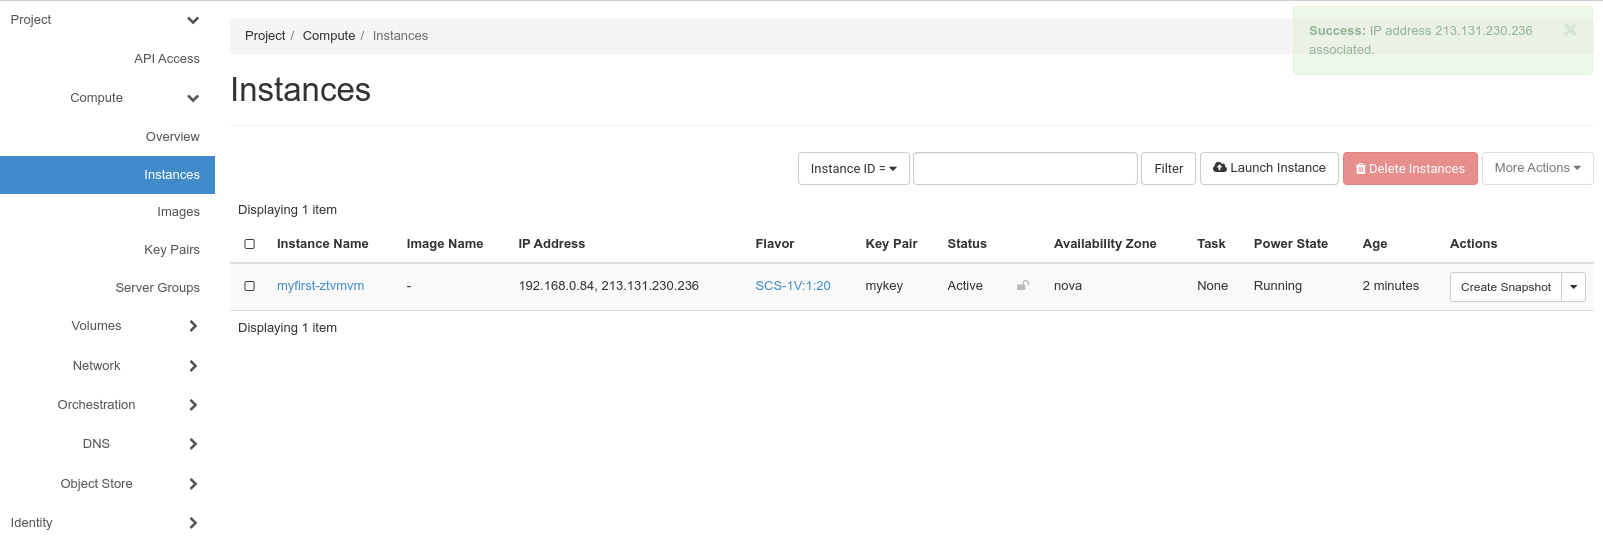 Project
API Access
Compute
Overview
Instances
Images
Key Pairs
Server Groups
Volumes
Network
Orchestration
DNS
Object Store
Identity
Project / Compute / Instances
Success: IP address 213.131.230.236
associated.
Instances
Instance ID = Filter Launch Instance Delete Instances More Actions
Displaying 1 item
Instance Name Image Name IP Address Flavor Key Pair Status Availability Zone Task Power State Age Actions
myfirst-ztvmvm - 192.168.0.84, 213.131.230.236 SCS-1V:1:20 mykey Active nova None Running 2 minutes Create Snapshot
Displaying 1 item